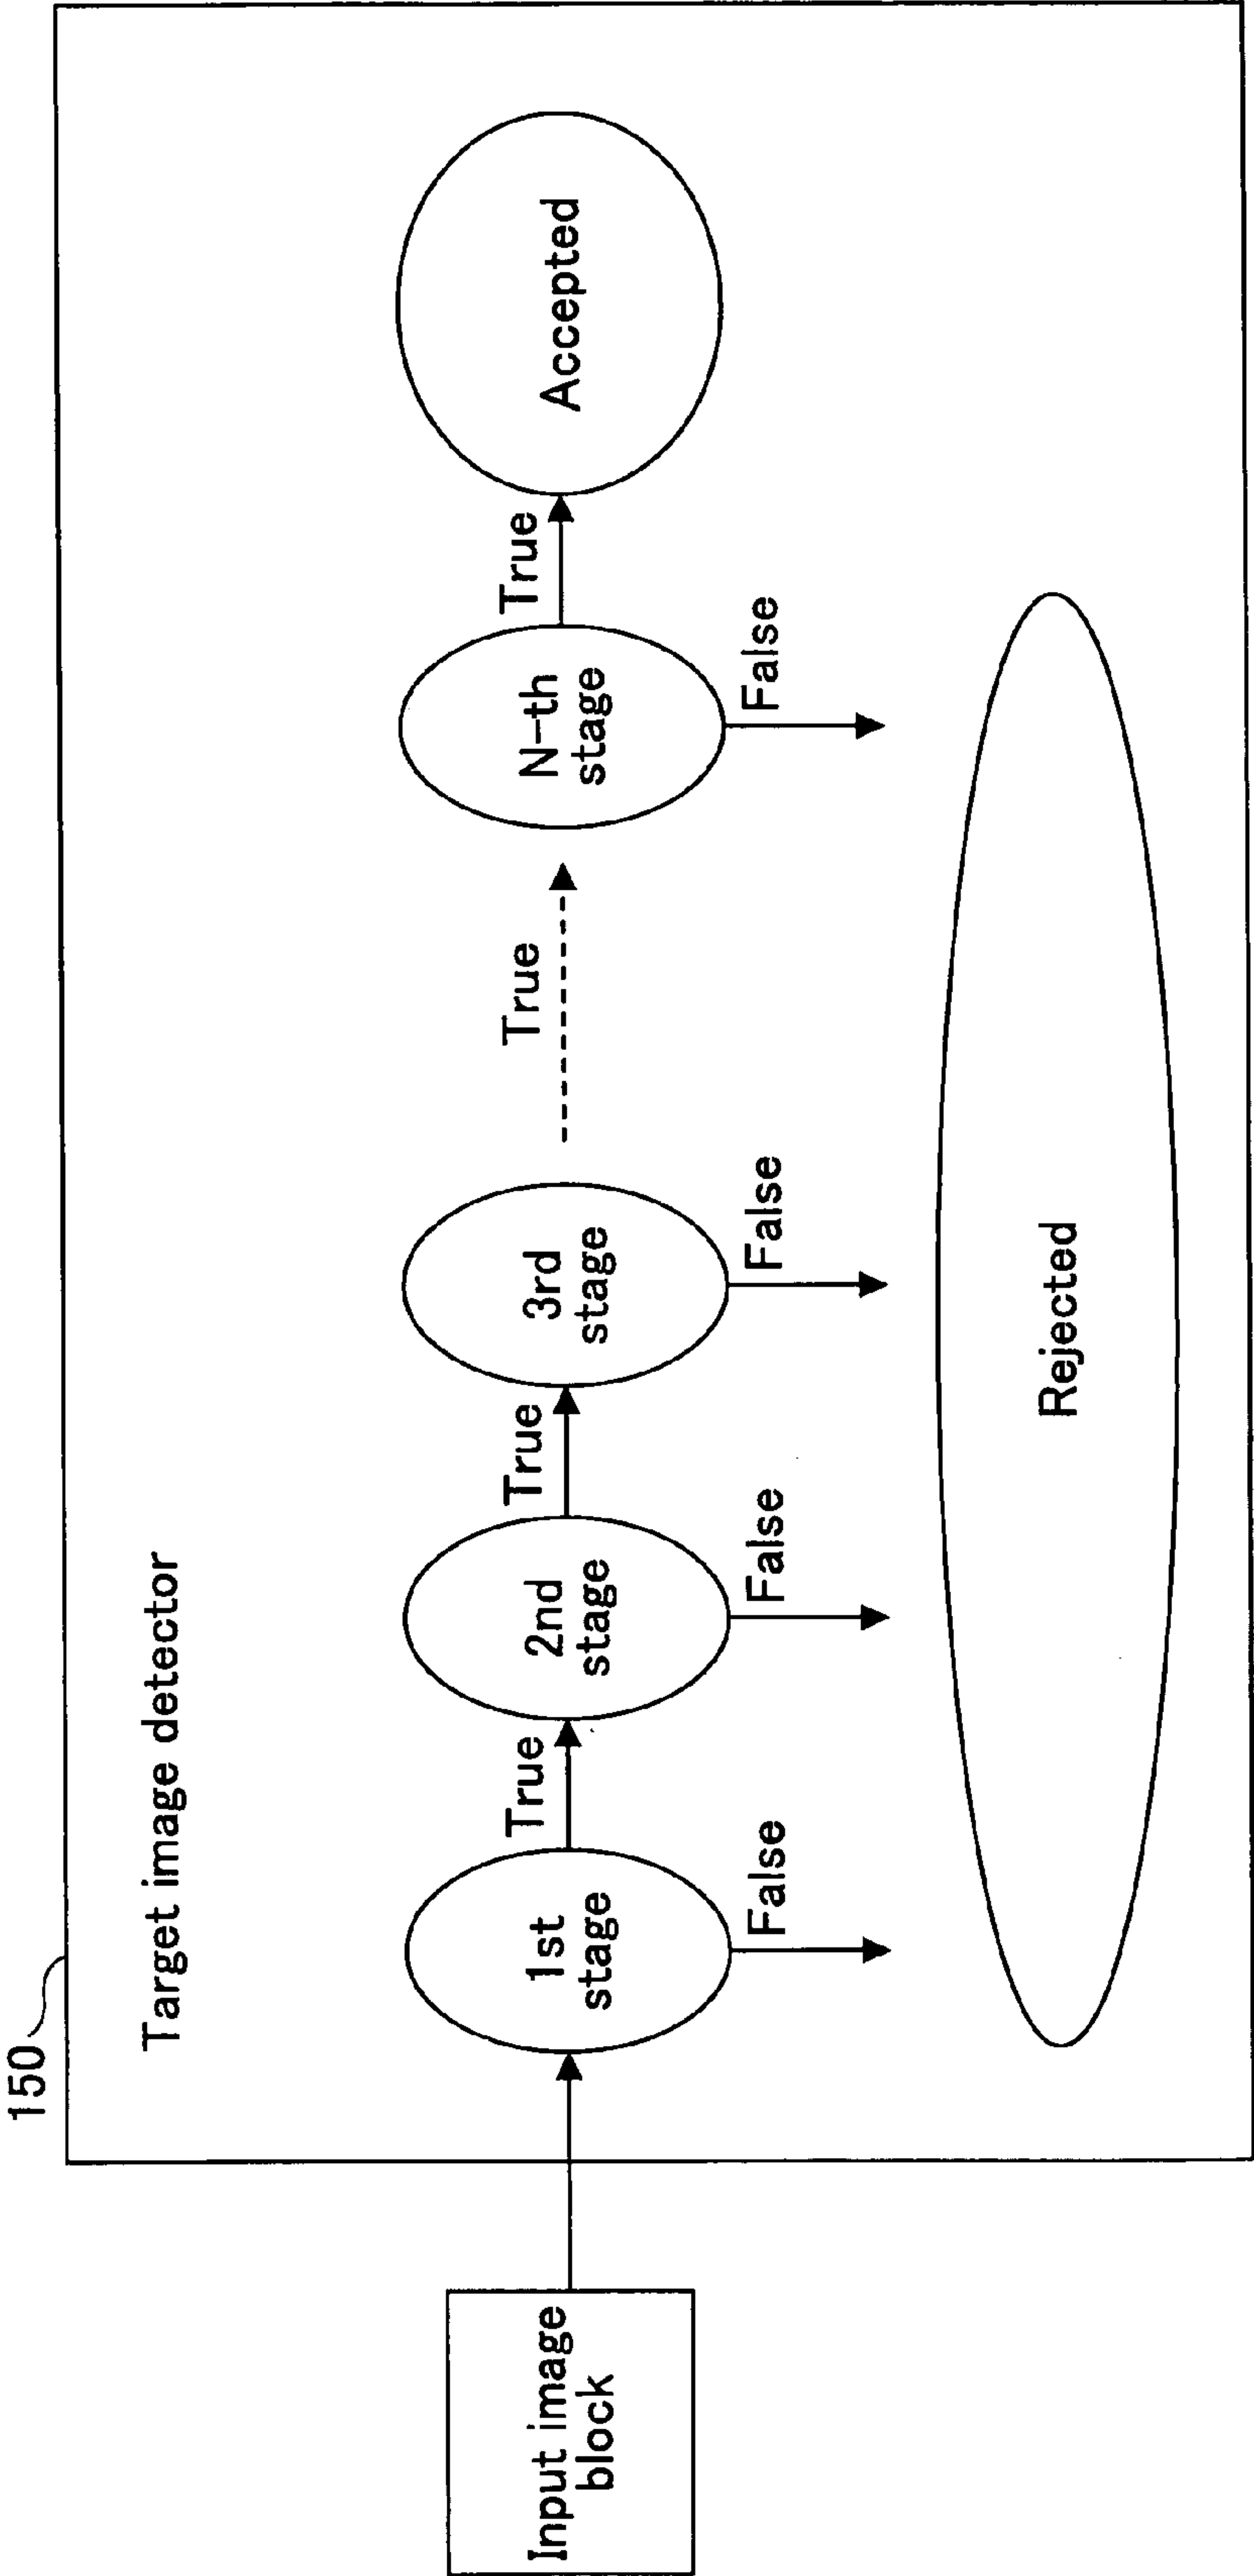 150
Target image detector
Input image
block
1st
stage
True
2nd
stage
True
3rd
stage
True
N-th
stage
True
Accepted
False
False
False
False
Rejected